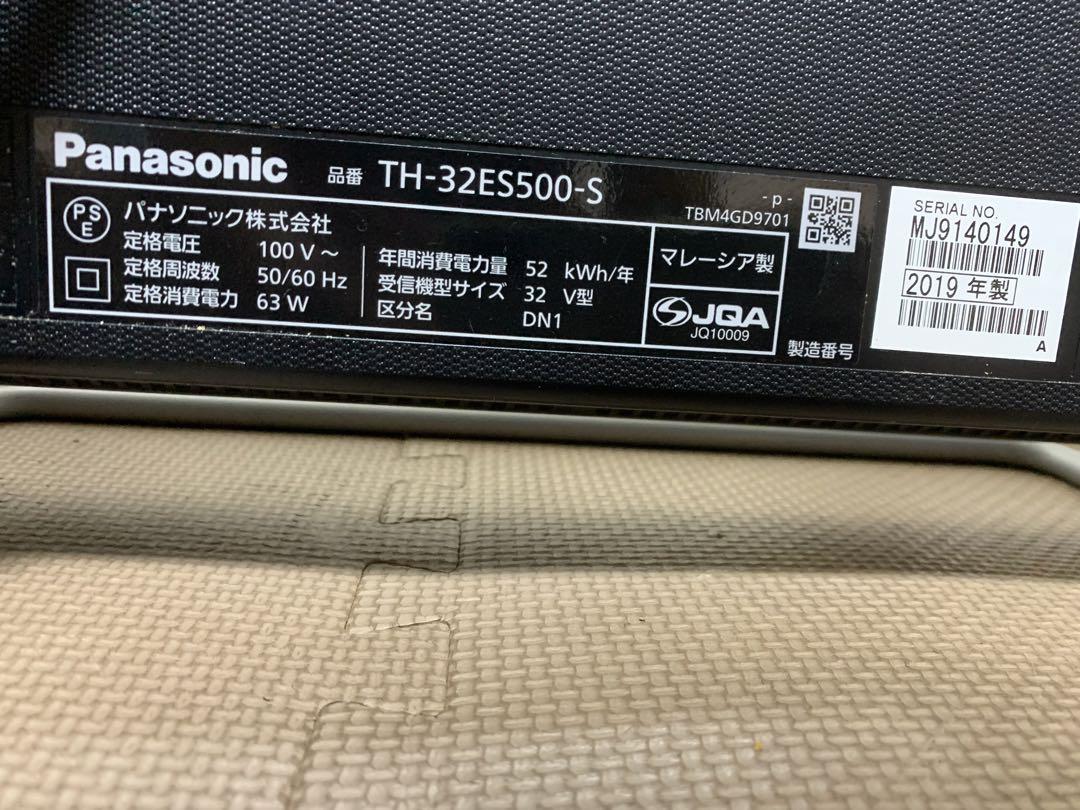 Panasonic 品番 TH-32ES500-S
- p -
TBM4GD9701
PS
E
パナソニック株式会社
定格電圧 100 V ～
定格周波数 50/60 Hz
定格消費電力 63 W
年間消費電力量 52 kWh/年
受信機型サイズ 32 V型
区分名 DN1
マレーシア製
JQA
JQ10009
製造番号
SERIAL NO.
MJ9140149
2019 年製
A